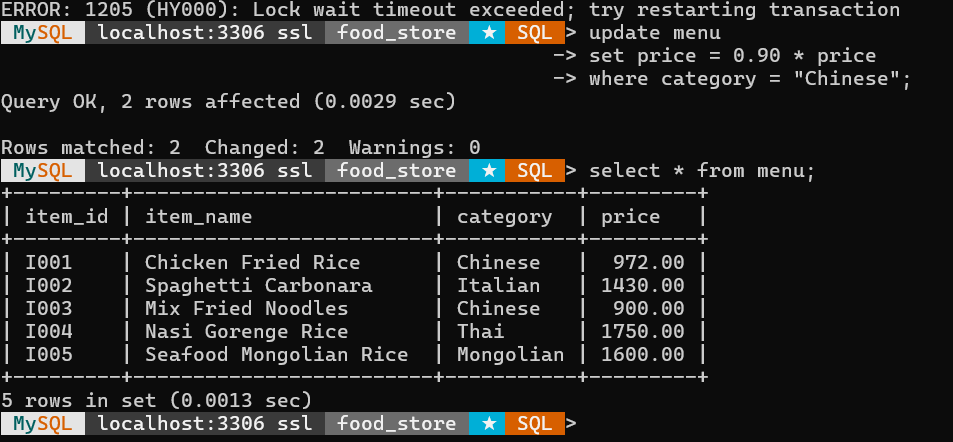 ERROR: 1205 (HY000): Lock wait timeout exceeded; try restarting transaction
MySQL localhost:3306 ssl food_store ★ SQL> update menu
-> set price = 0.90 * price
-> where category = "Chinese";
Query OK, 2 rows affected (0.0029 sec)

Rows matched: 2  Changed: 2  Warnings: 0
MySQL localhost:3306 ssl food_store ★ SQL> select * from menu;
+---------+-------------------------+-----------+---------+
| item_id | item_name               | category  | price   |
+---------+-------------------------+-----------+---------+
| I001    | Chicken Fried Rice      | Chinese   |  972.00 |
| I002    | Spaghetti Carbonara     | Italian   | 1430.00 |
| I003    | Mix Fried Noodles       | Chinese   |  900.00 |
| I004    | Nasi Gorenge Rice       | Thai      | 1750.00 |
| I005    | Seafood Mongolian Rice  | Mongolian | 1600.00 |
+---------+-------------------------+-----------+---------+
5 rows in set (0.0013 sec)
MySQL localhost:3306 ssl food_store ★ SQL>